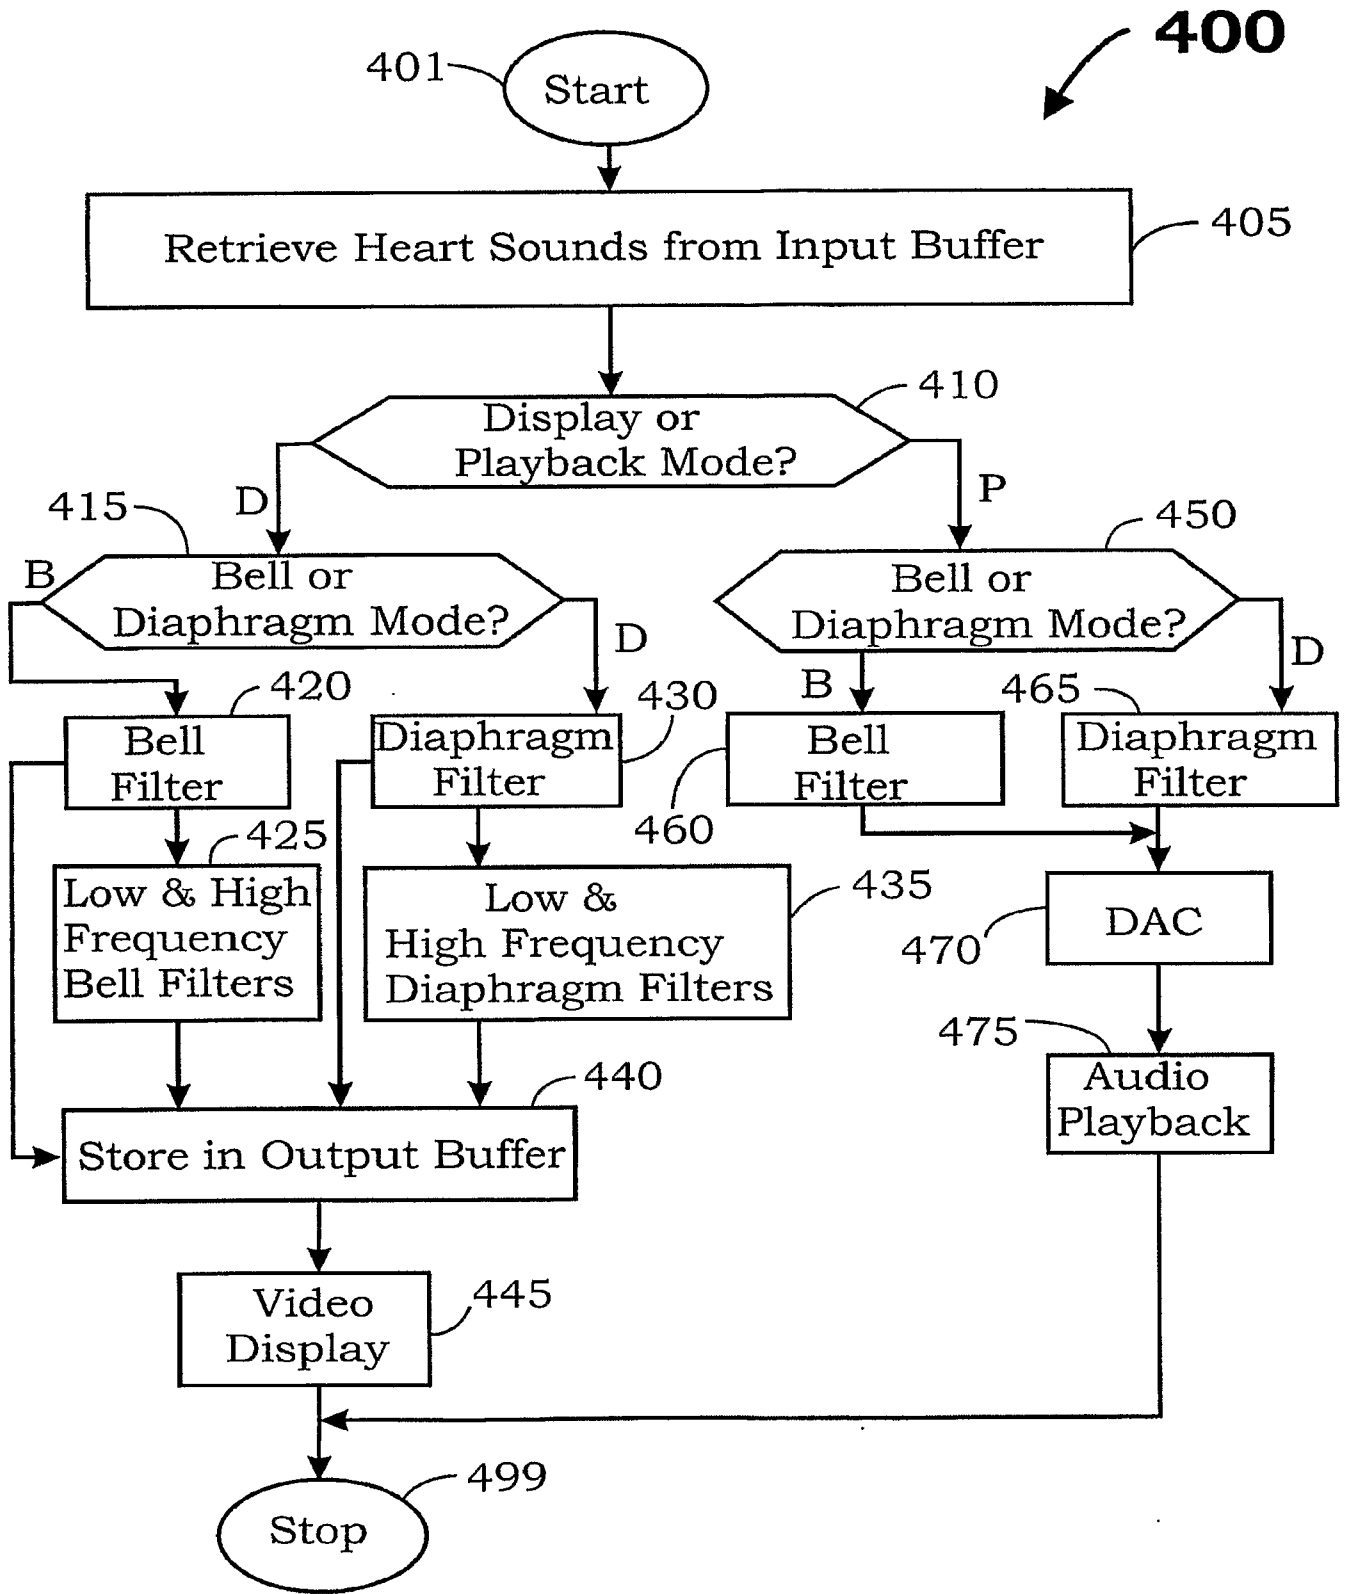 400
401
Start
Retrieve Heart Sounds from Input Buffer
405
410
Display or
Playback Mode?
D
P
415
450
B
Bell or
Diaphragm Mode?
D
Bell or
Diaphragm Mode?
B
D
420
430
465
Bell
Filter
Diaphragm
Filter
460
Bell
Filter
Diaphragm
Filter
425
Low & High
Frequency
Bell Filters
Low &
High Frequency
Diaphragm Filters
435
470
DAC
475
Audio
Playback
440
Store in Output Buffer
Video
Display
445
499
Stop